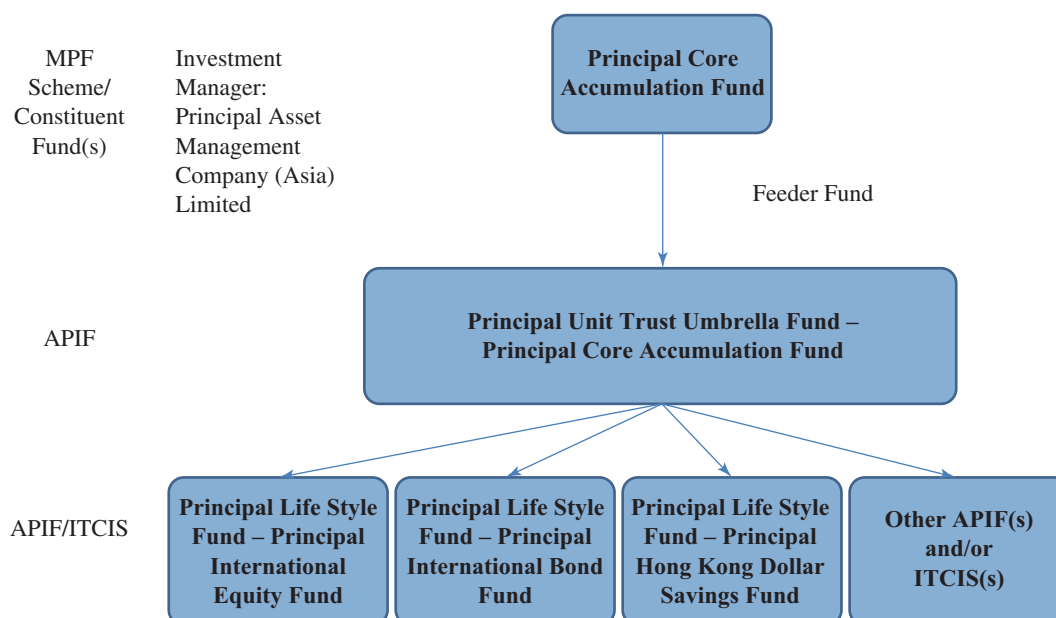 MPF
Scheme/
Constituent
Fund(s)
Investment
Manager:
Principal Asset
Management
Company (Asia)
Limited
Principal Core
Accumulation Fund
Feeder Fund
APIF
Principal Unit Trust Umbrella Fund –
Principal Core Accumulation Fund
APIF/ITCIS
Principal Life Style
Fund – Principal
International
Equity Fund
Principal Life Style
Fund – Principal
International Bond
Fund
Principal Life Style
Fund – Principal
Hong Kong Dollar
Savings Fund
Other APIF(s)
and/or
ITCIS(s)